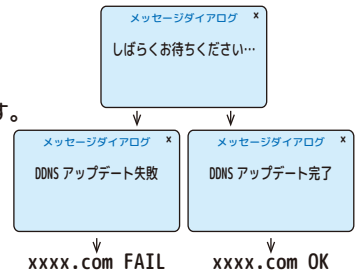 メッセージダイアログ x
しばらくお待ちください…
す。
メッセージダイアログ x
DDNS アップデート失敗
メッセージダイアログ x
DDNS アップデート完了
xxxx.com FAIL
xxxx.com OK